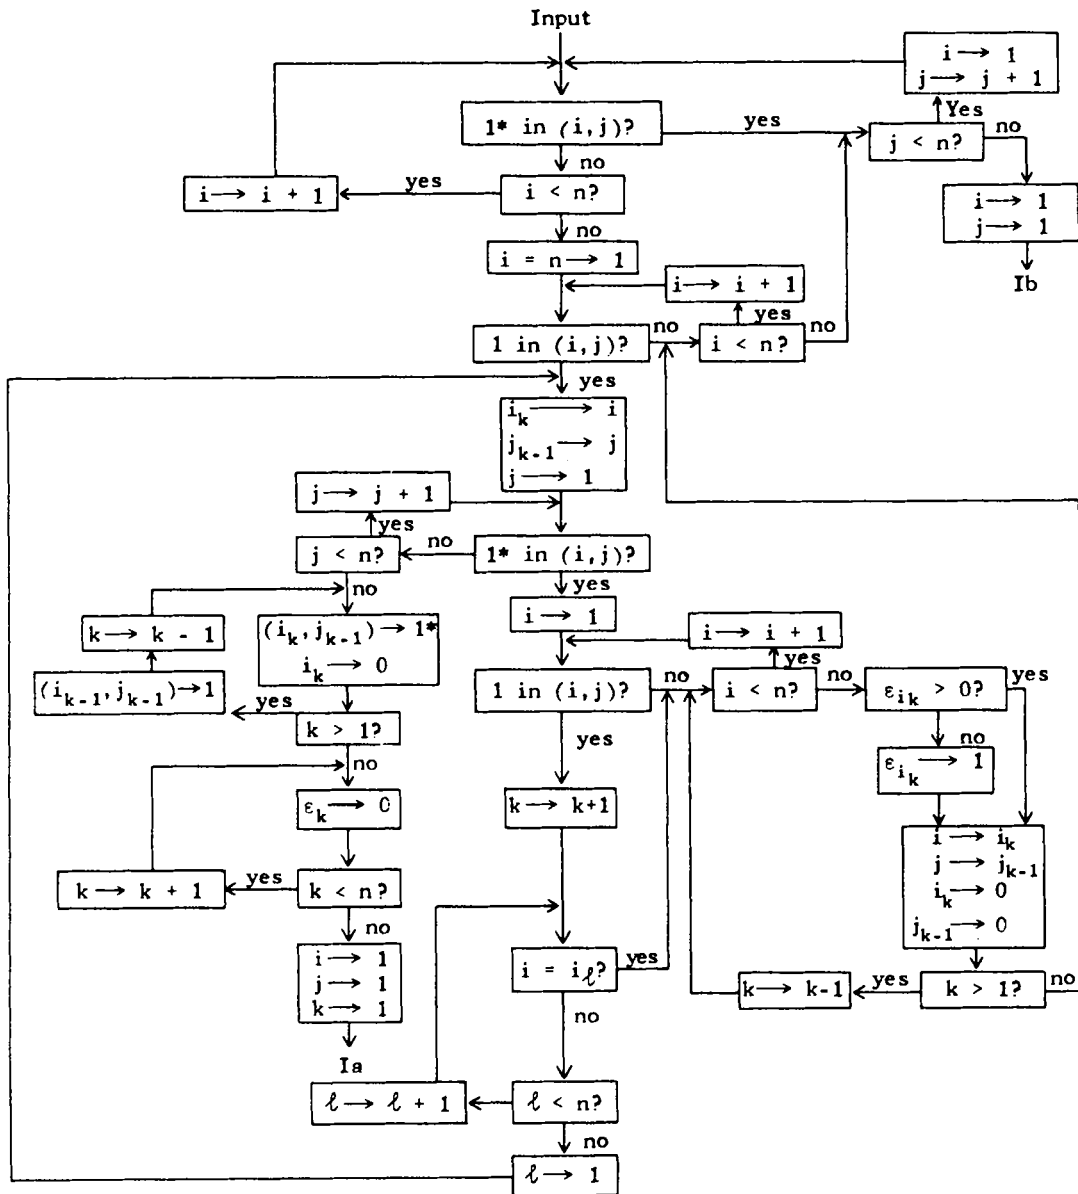 Input
i → 1
j → j + 1
Yes
1* in (i,j)?
yes
j < n?
no
no
i → i + 1
yes
i < n?
i → 1
j → 1
no
i = n → 1
i → i + 1
Ib
yes
1 in (i,j)?
no
i < n?
no
yes
i_k → i
j_{k-1} → j
j → 1
j → j + 1
yes
j < n?
no
1* in (i,j)?
no
yes
k → k - 1
(i_k, j_{k-1}) → 1*
i_k → 0
i → 1
i → i + 1
yes
(i_{k-1}, j_{k-1}) → 1
1 in (i,j)?
no
i < n?
no
ε_{i_k} > 0?
yes
yes
k > 1?
yes
no
ε_{i_k} → 1
no
ε_k → 0
k → k+1
i → i_k
j → j_{k-1}
i_k → 0
j_{k-1} → 0
k → k + 1
yes
k < n?
no
i → 1
j → 1
k → 1
i = i_ℓ?
yes
k → k-1
yes
k > 1?
no
no
Ia
ℓ → ℓ + 1
ℓ < n?
no
ℓ → 1